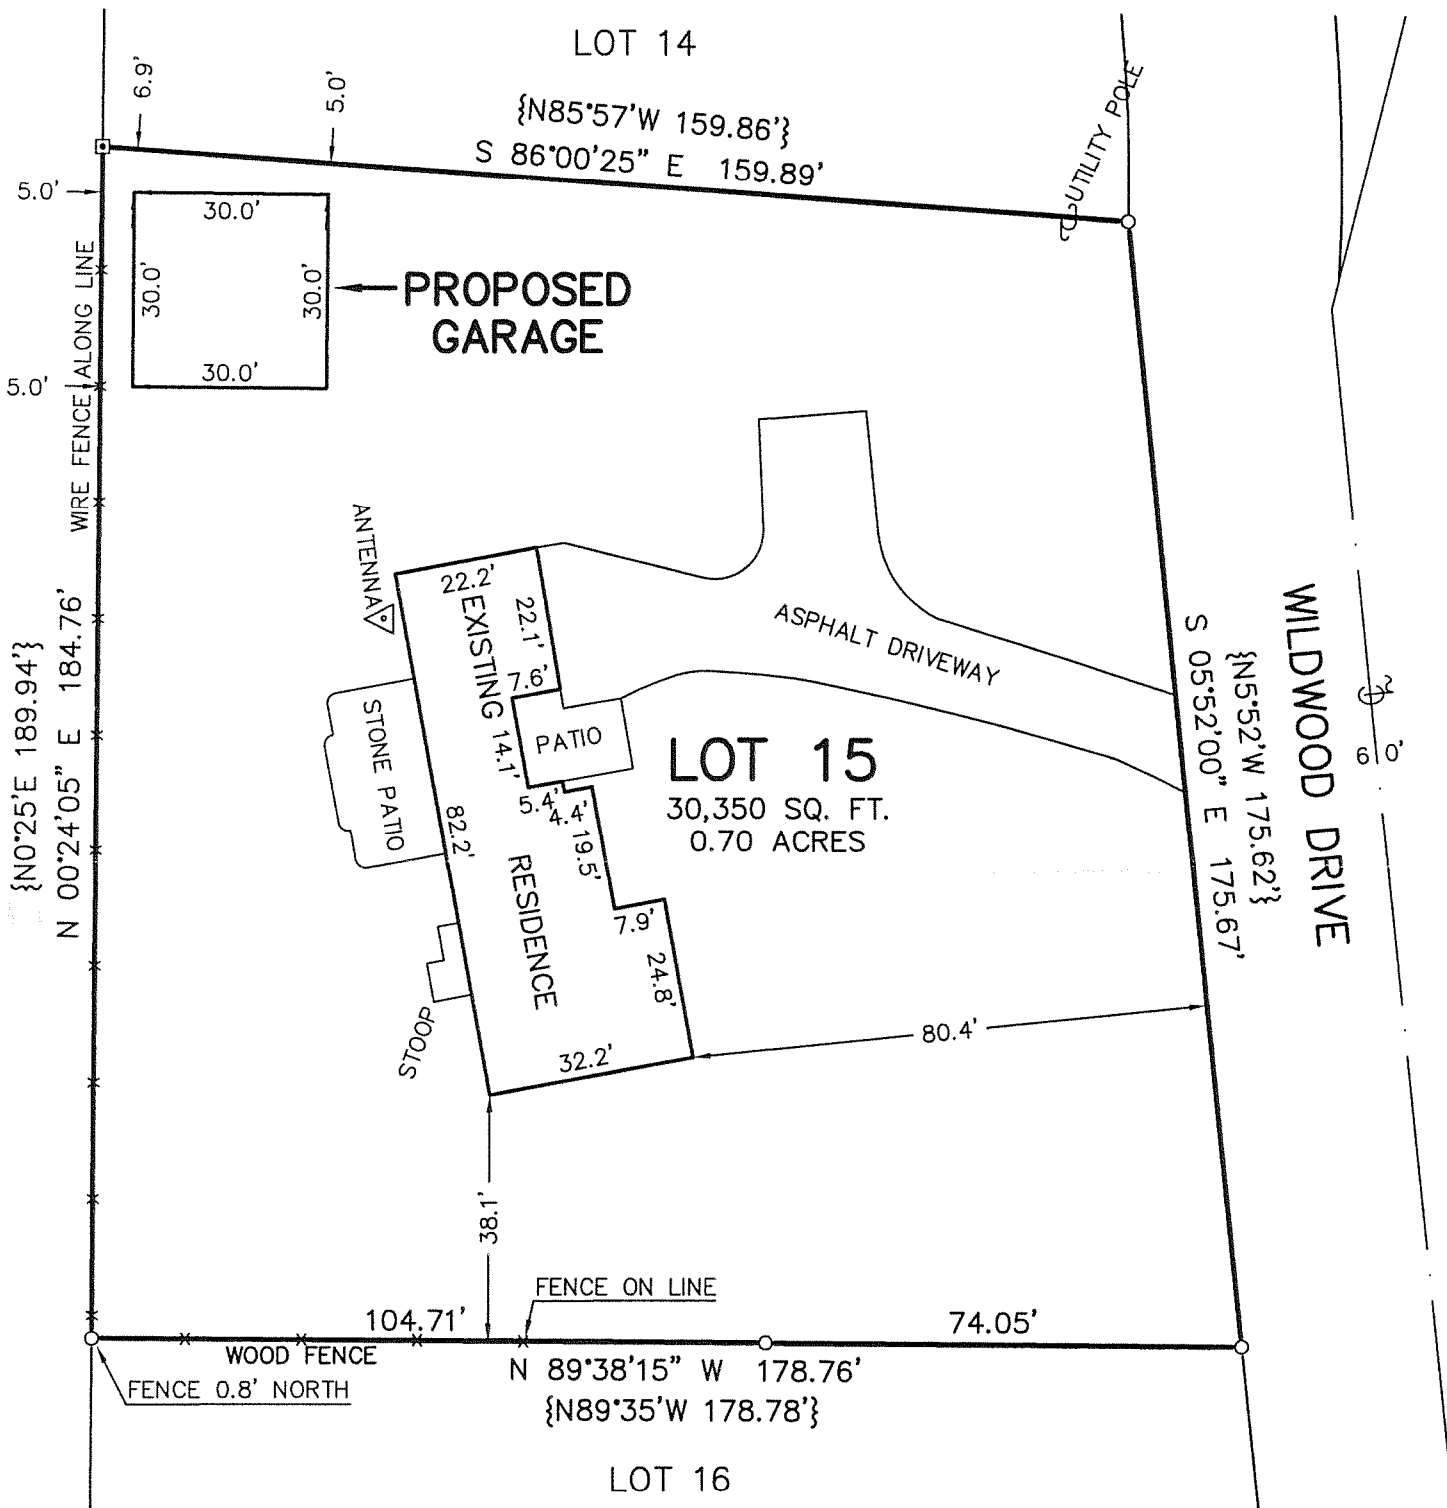 LOT 14
6.9'
5.0'
{N85°57'W 159.86'}
S 86°00'25" E 159.89'
UTILITY POLE
5.0'
30.0'
30.0'
30.0'
30.0'
PROPOSED
GARAGE
5.0'
WIRE FENCE ALONG LINE
{N0°25'E 189.94'}
N 00°24'05" E 184.76'
ANTENNA
22.2'
22.1'
7.6'
EXISTING
RESIDENCE
14.1'
PATIO
STONE PATIO
5.4'
4.4'
19.5'
82.2'
7.9'
24.8'
32.2'
STOOP
ASPHALT DRIVEWAY
LOT 15
30,350 SQ. FT.
0.70 ACRES
S 05°52'00" E 175.67'
{N5°52'W 175.62'}
WILDWOOD DRIVE
60'
80.4'
38.1'
FENCE ON LINE
104.71'
74.05'
WOOD FENCE
N 89°38'15" W 178.76'
{N89°35'W 178.78'}
FENCE 0.8' NORTH
LOT 16